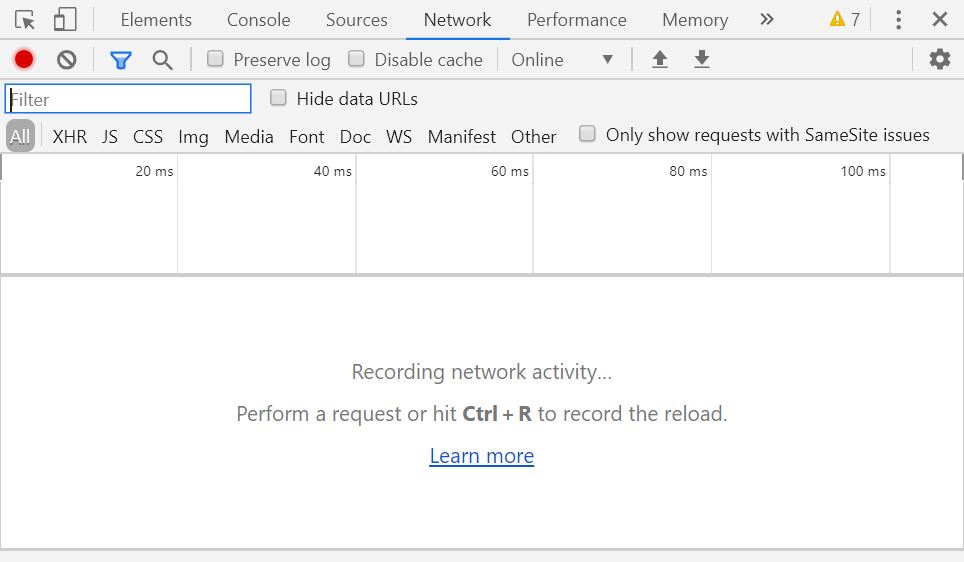 Elements Console Sources Network Performance Memory » 7
Preserve log Disable cache Online
Filter Hide data URLs
All XHR JS CSS Img Media Font Doc WS Manifest Other Only show requests with SameSite issues
20 ms 40 ms 60 ms 80 ms 100 ms
Recording network activity…
Perform a request or hit Ctrl + R to record the reload.
Learn more